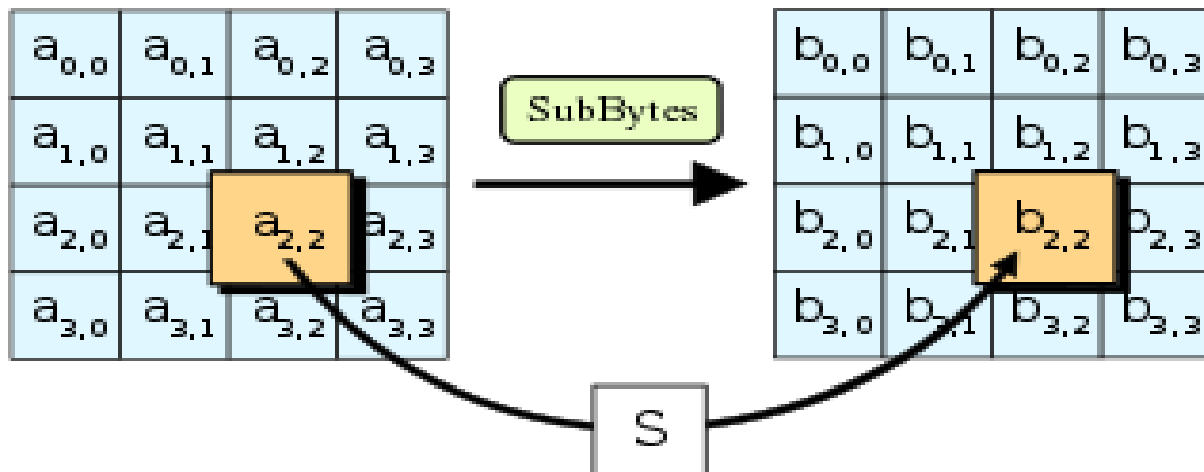 a0,0 a0,1 a0,2 a0,3 b0,0 b0,1 b0,2 b0,3
SubBytes
a1,0 a1,1 a1,2 a1,3 b1,0 b1,1 b1,2 b1,3
a2,0 a2,1 a2,2 a2,3 b2,0 b2,1 b2,2 b2,3
a3,0 a3,1 a3,2 a3,3 b3,0 b3,1 b3,2 b3,3
S